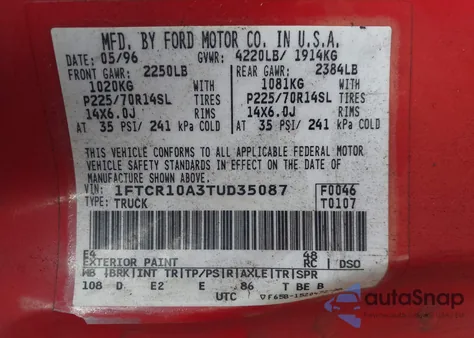 MFD. BY FORD MOTOR CO. IN U.S.A.
DATE: 05/96 GVWR: 4220LB/ 1914KG
FRONT GAWR: 2250LB REAR GAWR: 2384LB
1020KG WITH 1081KG WITH
P225/70R14SL TIRES P225/70R14SL TIRES
14X6.0J RIMS 14X6.0J RIMS
AT 35 PSI/ 241 kPa COLD AT 35 PSI/ 241 kPa COLD
THIS VEHICLE CONFORMS TO ALL APPLICABLE FEDERAL MOTOR
VEHICLE SAFETY STANDARDS IN EFFECT ON THE DATE OF
MANUFACTURE SHOWN ABOVE.
VIN: 1FTCR10A3TUD35087 F0046
TYPE: TRUCK T0107
E4 48
EXTERIOR PAINT RC DSO
WB BRK INT TR TP/PS R AXLE TR SPR
108 D E2 E 86 T BE B
UTC
autoSnap